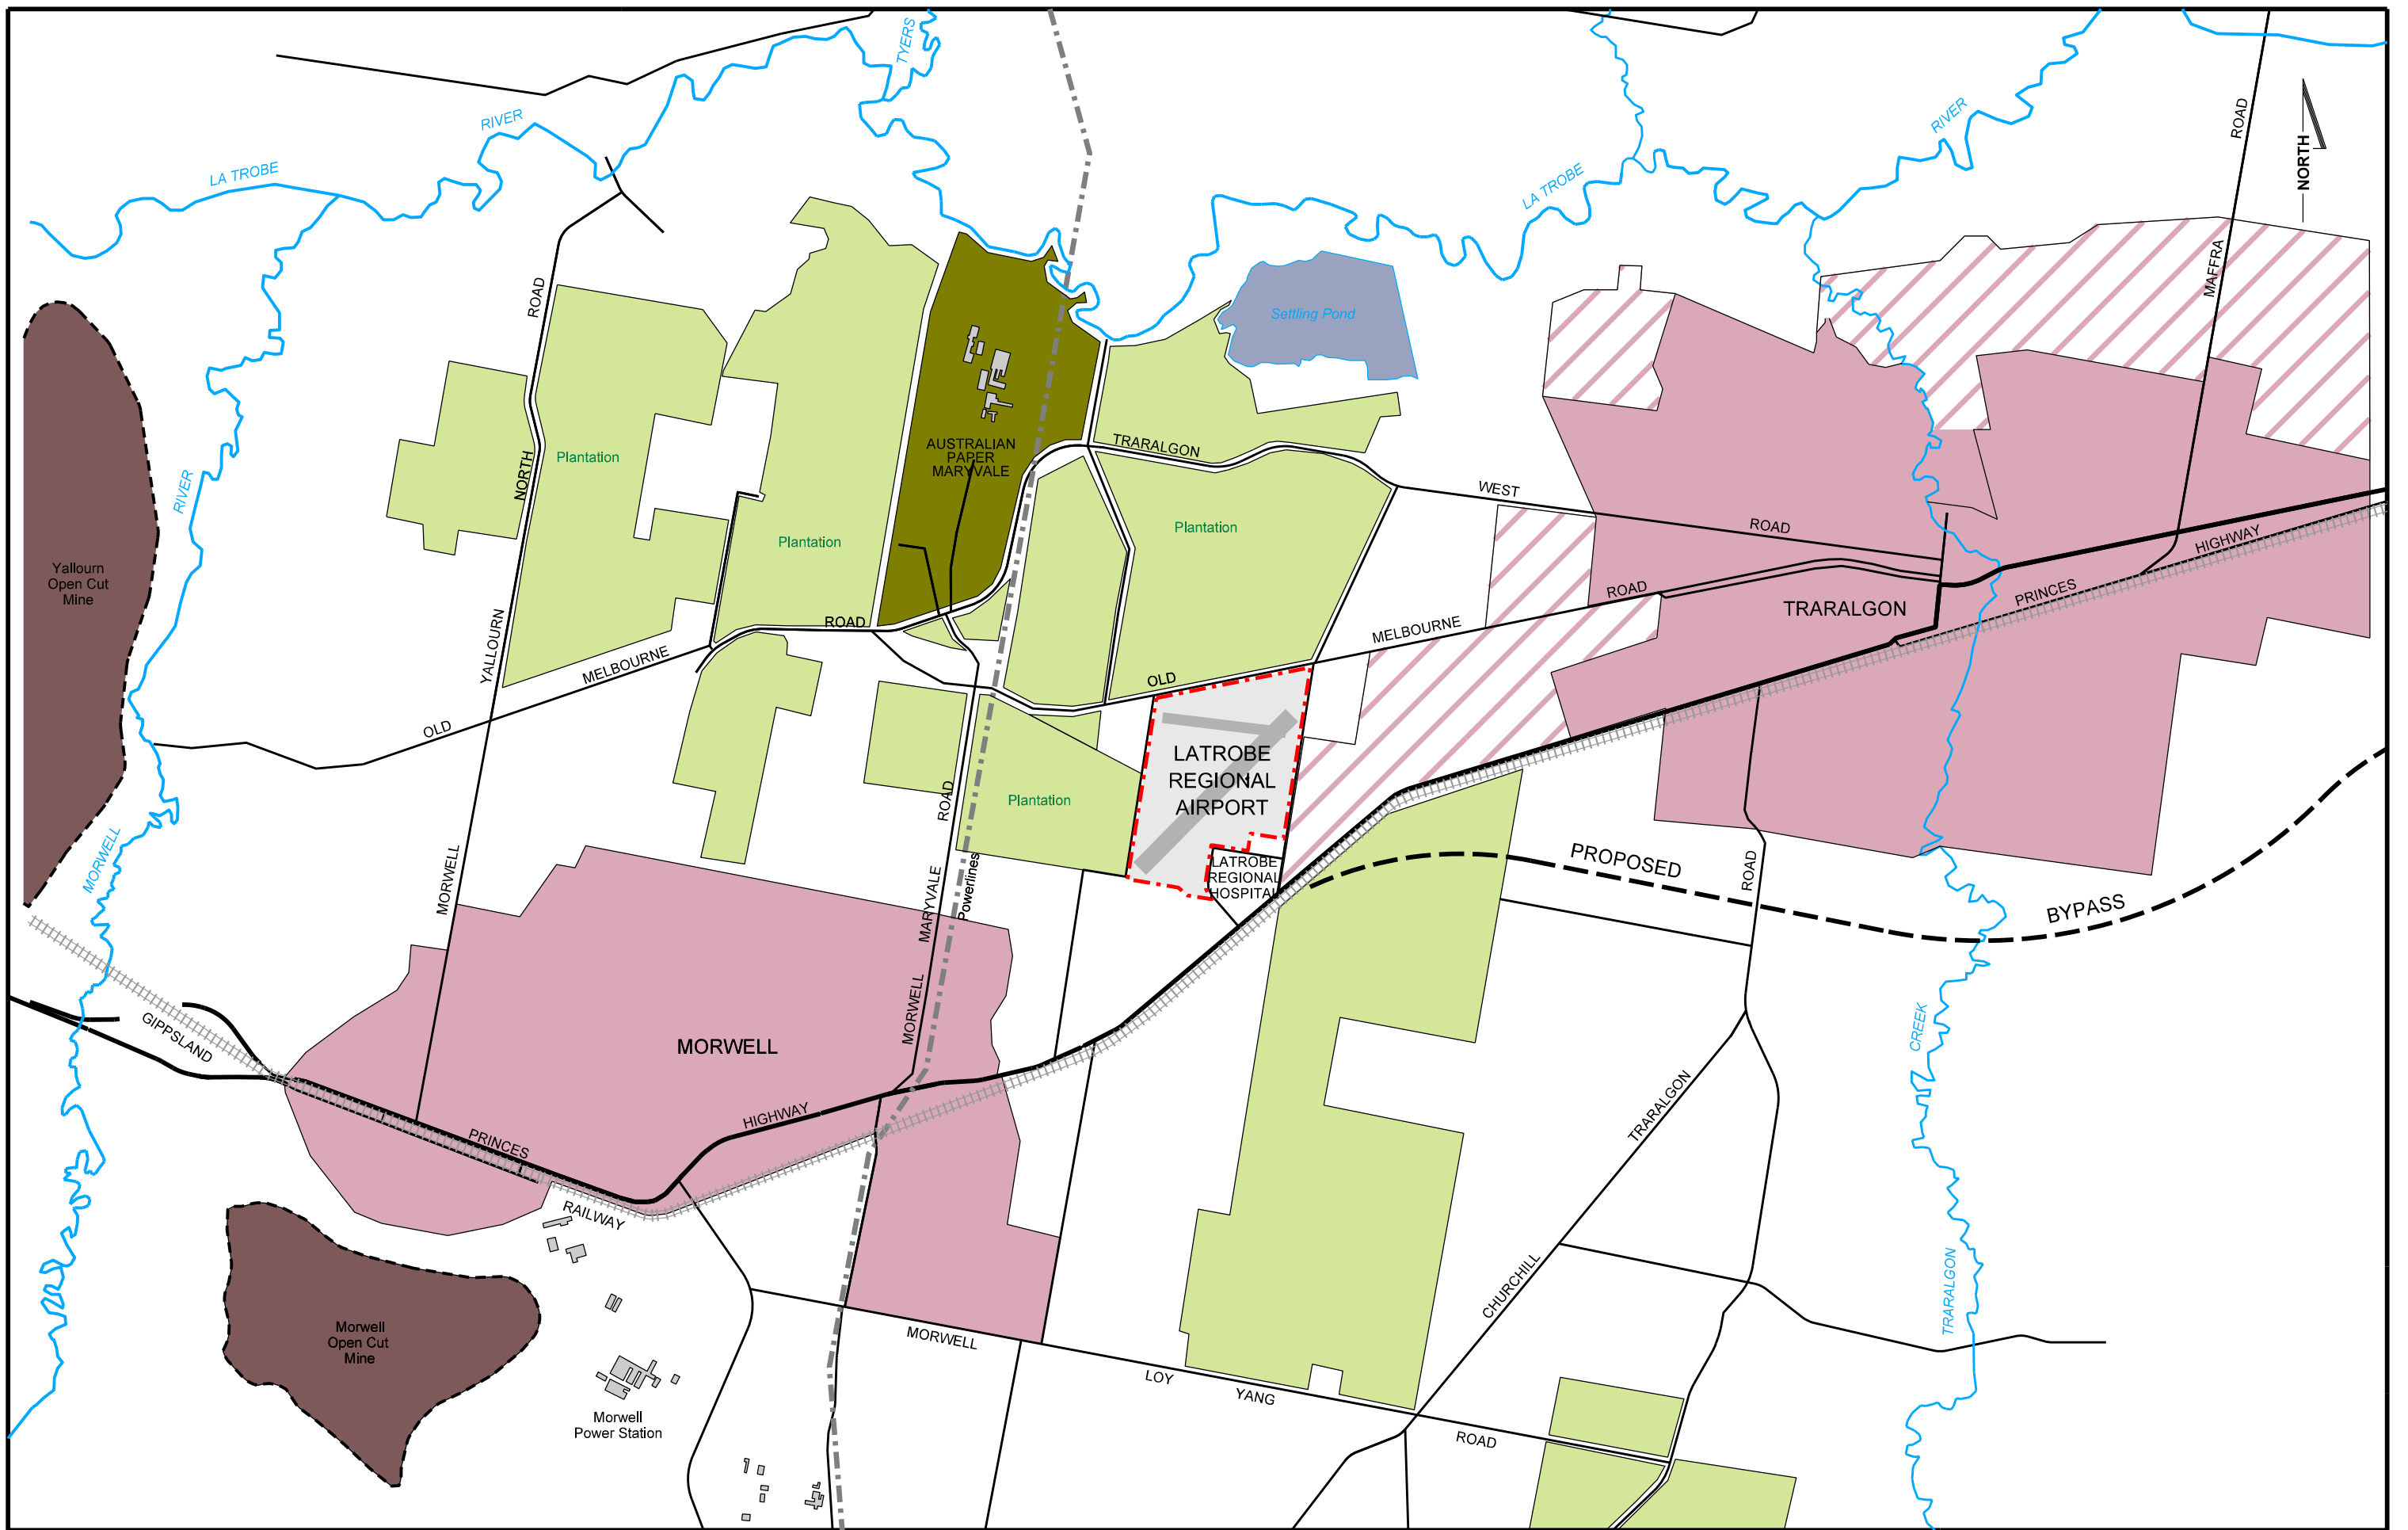 TYERS
RIVER
LA TROBE
RIVER
LA TROBE
RIVER
ROAD
NORTH
MAFFRA
Settling Pond
ROAD
NORTH
YALLOURN
MORWELL
Plantation
AUSTRALIAN
PAPER
MARYVALE
TRARALGON
WEST
ROAD
Plantation
Plantation
HIGHWAY
PRINCES
Yallourn
Open Cut
Mine
RIVER
MORWELL
OLD
MELBOURNE
ROAD
OLD
MELBOURNE
ROAD
TRARALGON
LATROBE
REGIONAL
AIRPORT
Plantation
ROAD
MARYVALE
MORWELL
Powerlines
LATROBE
REGIONAL
HOSPITAL
PROPOSED
BYPASS
ROAD
TRARALGON
CHURCHILL
CREEK
TRARALGON
GIPPSLAND
RAILWAY
MORWELL
PRINCES
HIGHWAY
Morwell
Open Cut
Mine
Morwell
Power Station
MORWELL
LOY
YANG
ROAD